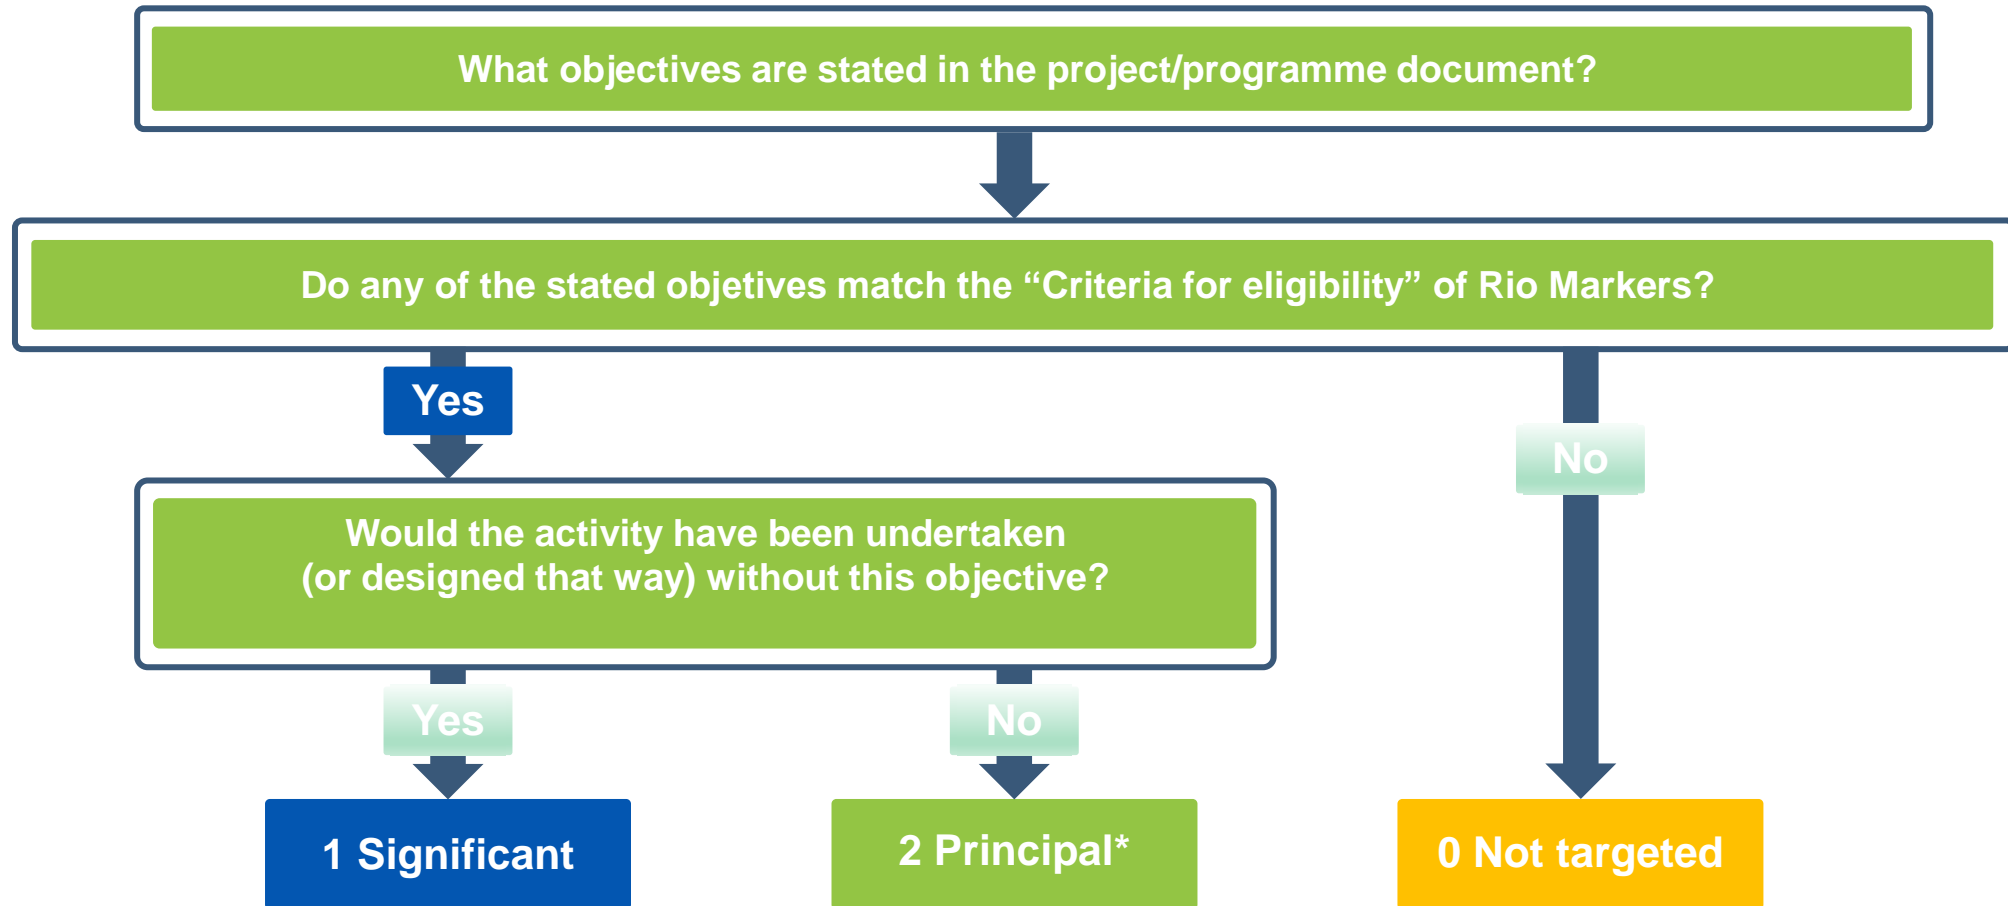 What objectives are stated in the project/programme document?
Do any of the stated objetives match the “Criteria for eligibility” of Rio Markers?
Yes
No
Would the activity have been undertaken
(or designed that way) without this objective?
Yes
No
1 Significant
2 Principal*
0 Not targeted